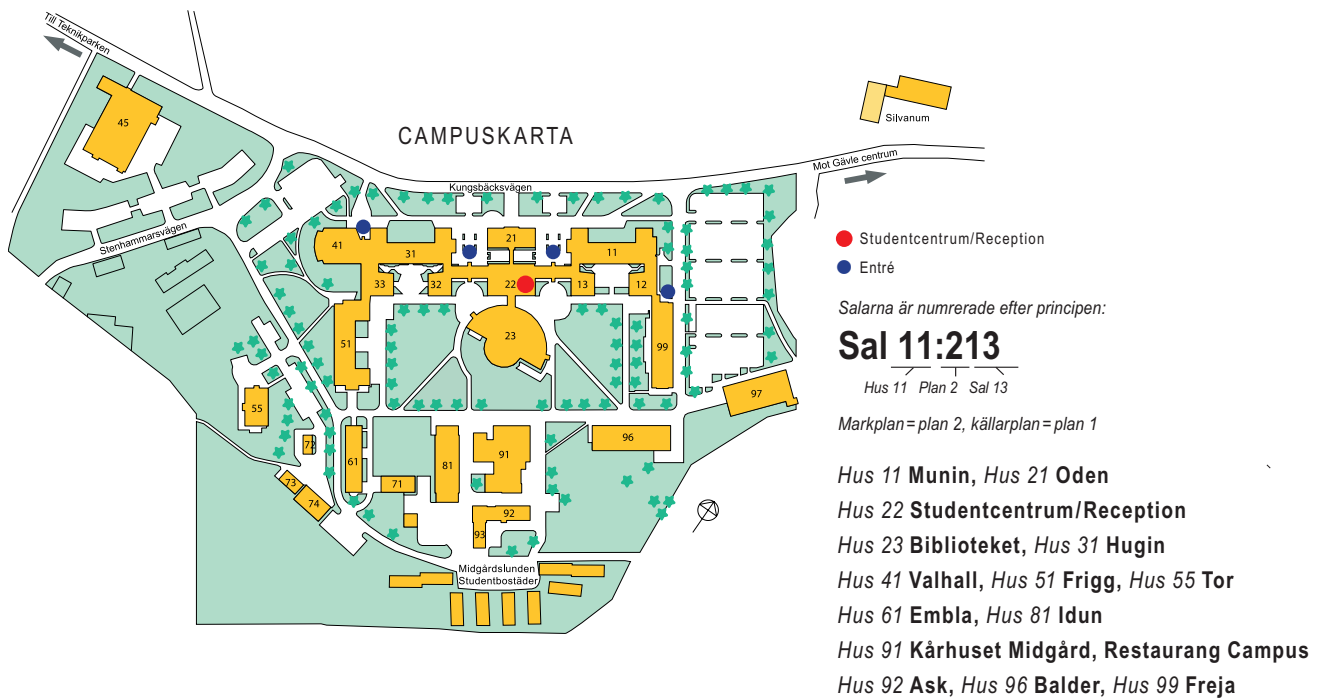 Till Teknikparken
45
CAMPUSKARTA
Silvanum
Mot Gävle centrum
Kungsbäcksvägen
Stenhammarsvägen
41
31
21
11
33
32
22
13
12
51
23
99
55
97
72
61
81
91
96
73
74
71
92
93
Midgårdslunden
Studentbostäder
Studentcentrum/Reception
Entré
Salarna är numrerade efter principen:
Sal 11:213
Hus 11 Plan 2 Sal 13
Markplan = plan 2, källarplan = plan 1
Hus 11 Munin, Hus 21 Oden
Hus 22 Studentcentrum/Reception
Hus 23 Biblioteket, Hus 31 Hugin
Hus 41 Valhall, Hus 51 Frigg, Hus 55 Tor
Hus 61 Embla, Hus 81 Idun
Hus 91 Kårhuset Midgård, Restaurang Campus
Hus 92 Ask, Hus 96 Balder, Hus 99 Freja